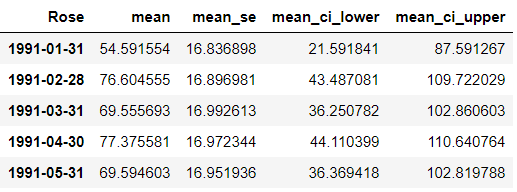 Rose mean mean_se mean_ci_lower mean_ci_upper
1991-01-31 54.591554 16.836898 21.591841 87.591267
1991-02-28 76.604555 16.896981 43.487081 109.722029
1991-03-31 69.555693 16.992613 36.250782 102.860603
1991-04-30 77.375581 16.972344 44.110399 110.640764
1991-05-31 69.594603 16.951936 36.369418 102.819788